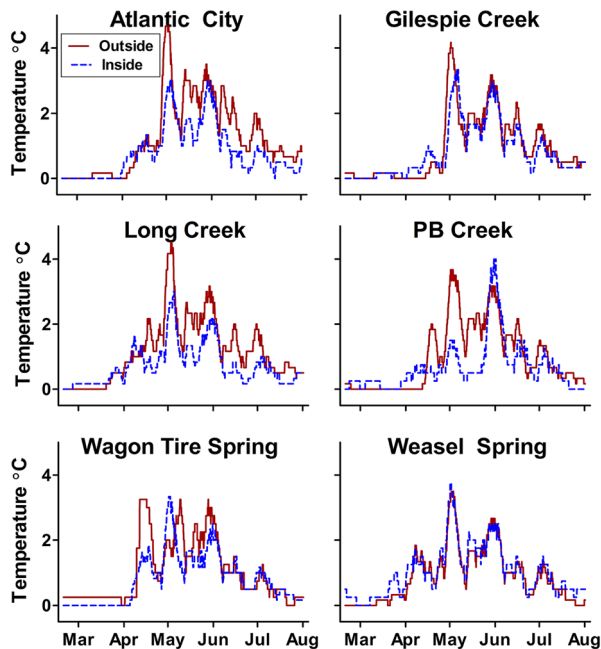 Atlantic City
Gilespie Creek
Outside
Inside
Temperature °C
4
2
0
Long Creek
PB Creek
Temperature °C
4
2
0
Wagon Tire Spring
Weasel Spring
Temperature °C
4
2
0
Mar Apr May Jun Jul Aug
Mar Apr May Jun Jul Aug